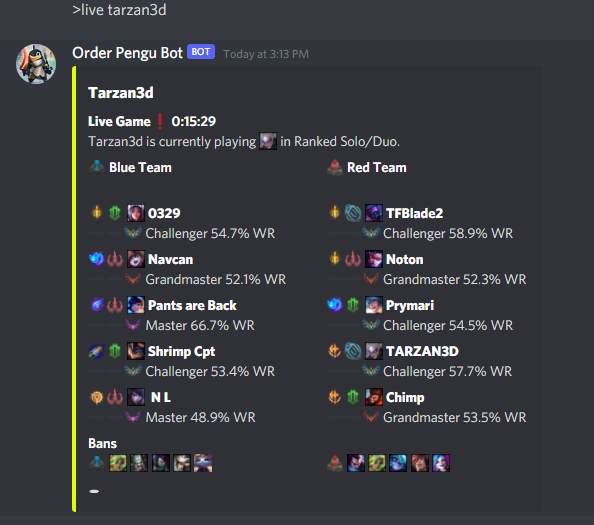 >live tarzan3d
Order Pengu Bot BOT Today at 3:13 PM
Tarzan3d
Live Game❗ 0:15:29
Tarzan3d is currently playing in Ranked Solo/Duo.
Blue Team
0329
Challenger 54.7% WR
Navcan
Grandmaster 52.1% WR
Pants are Back
Master 66.7% WR
Shrimp Cpt
Challenger 53.4% WR
N L
Master 48.9% WR
Red Team
TFBlade2
Challenger 58.9% WR
Noton
Grandmaster 52.3% WR
Prymari
Challenger 54.5% WR
TARZAN3D
Challenger 57.7% WR
Chimp
Grandmaster 53.5% WR
Bans
-